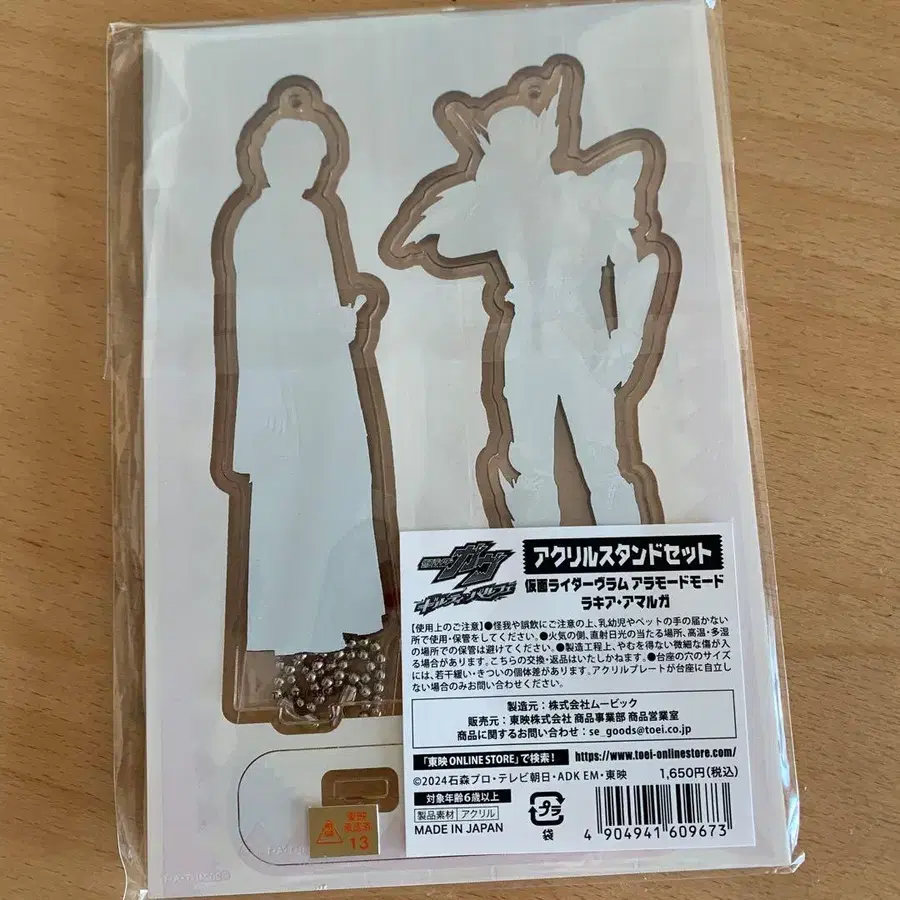 仮面ライダー
ガヴ
ギルティ・パルフェ
アクリルスタンドセット
仮面ライダーヴラム アラモードモード
ラキア・アマルガ
【使用上のご注意】●怪我や誤飲にご注意の上、乳幼児やペットの手の届かない
所で使用・保管をしてください。●火気の側、直射日光の当たる場所、高温・多湿
の場所での保管は避けてください。●製造工程上、やむを得ない微細な傷が入
る場合があります。こちらの交換・返品はいたしかねます。●台座の穴のサイズ
には、若干緩い・きつい の個体差があります。アクリルプレートが台座に自立し
ない場合のみお問い合わせください。
製造元：株式会社ムービック
販売元：東映株式会社 商品事業部 商品営業室
商品に関するお問い合わせ：se_goods@toei.co.jp
「東映 ONLINE STORE」で検索！ https://www.toei-onlinestore.com/
©2024石森プロ・テレビ朝日・ADK EM・東映 1,650円(税込)
対象年齢6歳以上
製品素材 アクリル
MADE IN JAPAN
プラ
袋
4 904941 609673
東映
13